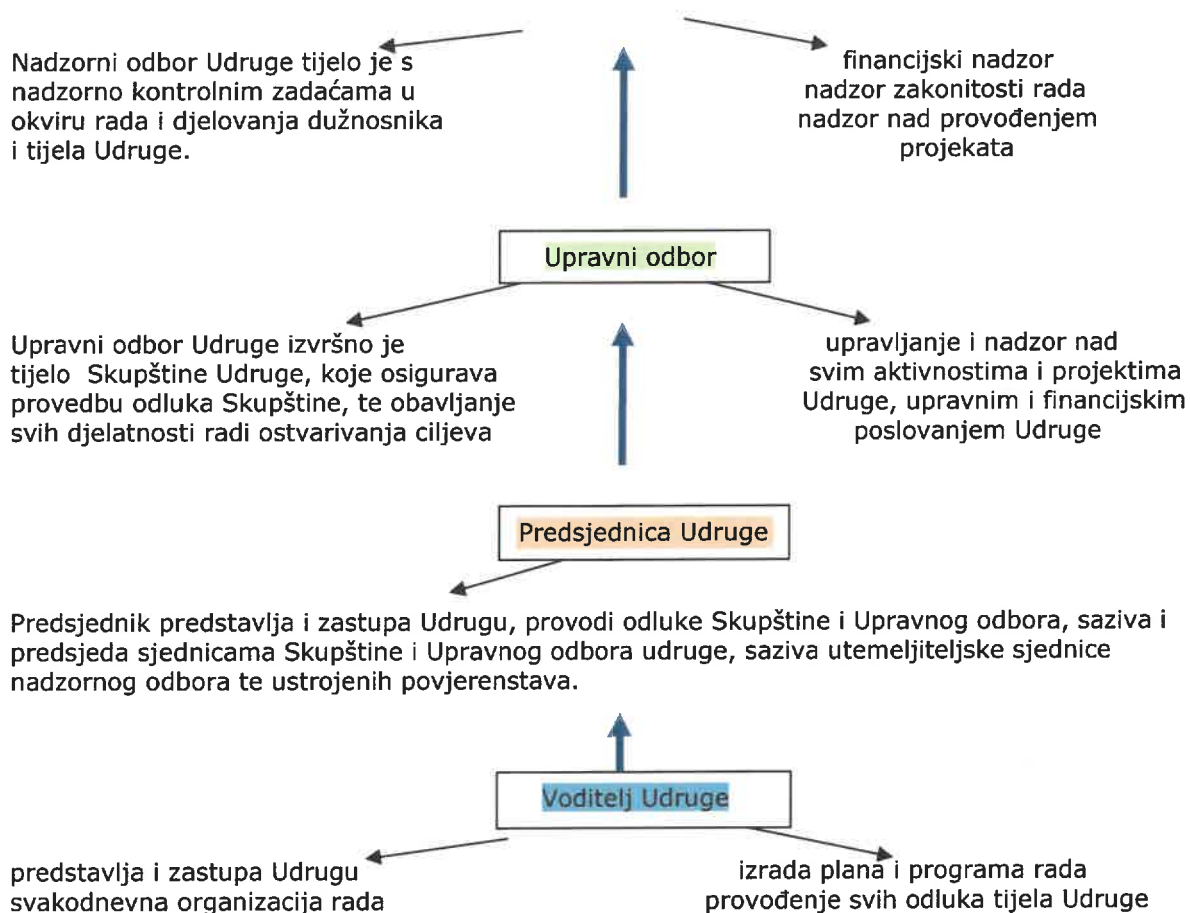 Nadzorni odbor Udruge tijelo je s
nadzorno kontrolnim zadaćama u
okviru rada i djelovanja dužnosnika
i tijela Udruge.
financijski nadzor
nadzor zakonitosti rada
nadzor nad provođenjem
projekata
Upravni odbor
Upravni odbor Udruge izvršno je
tijelo Skupštine Udruge, koje osigurava
provedbu odluka Skupštine, te obavljanje
svih djelatnosti radi ostvarivanja ciljeva
upravljanje i nadzor nad
svim aktivnostima i projektima
Udruge, upravnim i financijskim
poslovanjem Udruge
Predsjednica Udruge
Predsjednik predstavlja i zastupa Udrugu, provodi odluke Skupštine i Upravnog odbora, saziva i
predsjeda sjednicama Skupštine i Upravnog odbora udruge, saziva utemeljiteljske sjednice
nadzornog odbora te ustrojenih povjerenstava.
Voditelj Udruge
predstavlja i zastupa Udrugu
svakodnevna organizacija rada
izrada plana i programa rada
provođenje svih odluka tijela Udruge